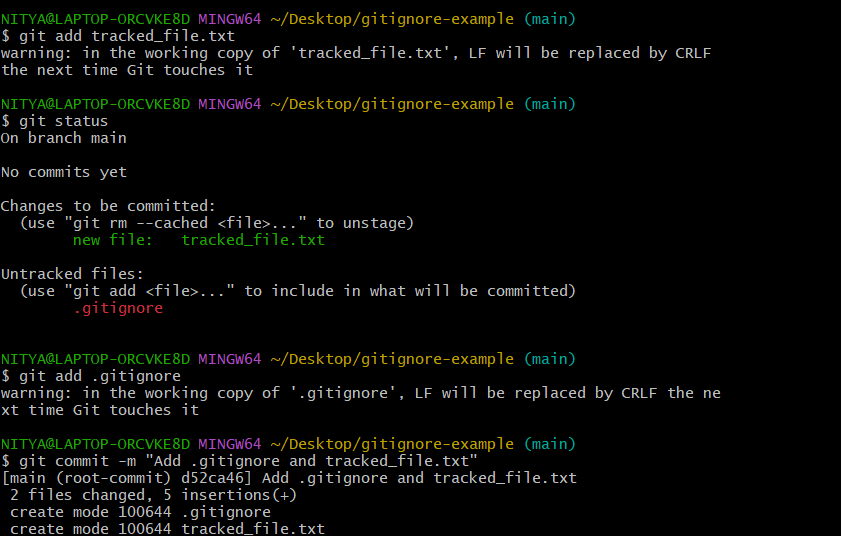 NITYA@LAPTOP-ORCVKE8D MINGW64 ~/Desktop/gitignore-example (main)
$ git add tracked_file.txt
warning: in the working copy of 'tracked_file.txt', LF will be replaced by CRLF
the next time Git touches it
NITYA@LAPTOP-ORCVKE8D MINGW64 ~/Desktop/gitignore-example (main)
$ git status
On branch main
No commits yet
Changes to be committed:
  (use "git rm --cached <file>..." to unstage)
        new file:   tracked_file.txt
Untracked files:
  (use "git add <file>..." to include in what will be committed)
        .gitignore
NITYA@LAPTOP-ORCVKE8D MINGW64 ~/Desktop/gitignore-example (main)
$ git add .gitignore
warning: in the working copy of '.gitignore', LF will be replaced by CRLF the ne
xt time Git touches it
NITYA@LAPTOP-ORCVKE8D MINGW64 ~/Desktop/gitignore-example (main)
$ git commit -m "Add .gitignore and tracked_file.txt"
[main (root-commit) d52ca46] Add .gitignore and tracked_file.txt
 2 files changed, 5 insertions(+)
 create mode 100644 .gitignore
 create mode 100644 tracked_file.txt